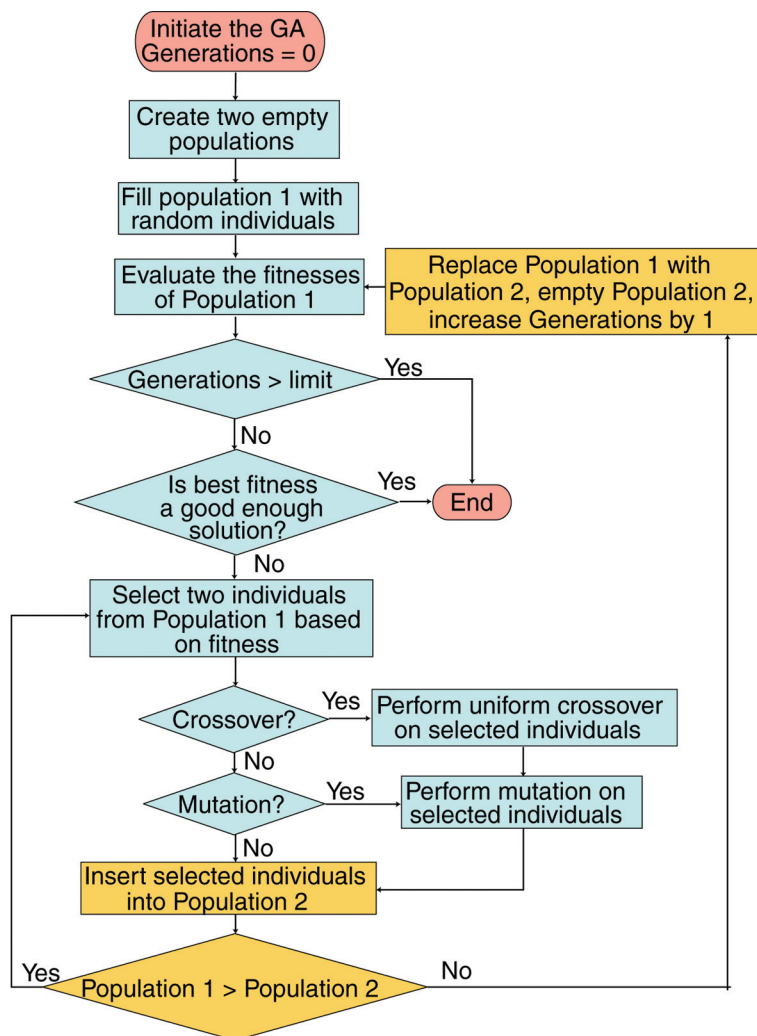 Initiate the GA
Generations = 0
Create two empty
populations
Fill population 1 with
random individuals
Evaluate the fitnesses
of Population 1
Replace Population 1 with
Population 2, empty Population 2,
increase Generations by 1
Generations > limit
Yes
No
Is best fitness
a good enough
solution?
Yes
End
No
Select two individuals
from Population 1 based
on fitness
Crossover?
Yes
Perform uniform crossover
on selected individuals
No
Mutation?
Yes
Perform mutation on
selected individuals
No
Insert selected individuals
into Population 2
Yes
Population 1 > Population 2
No